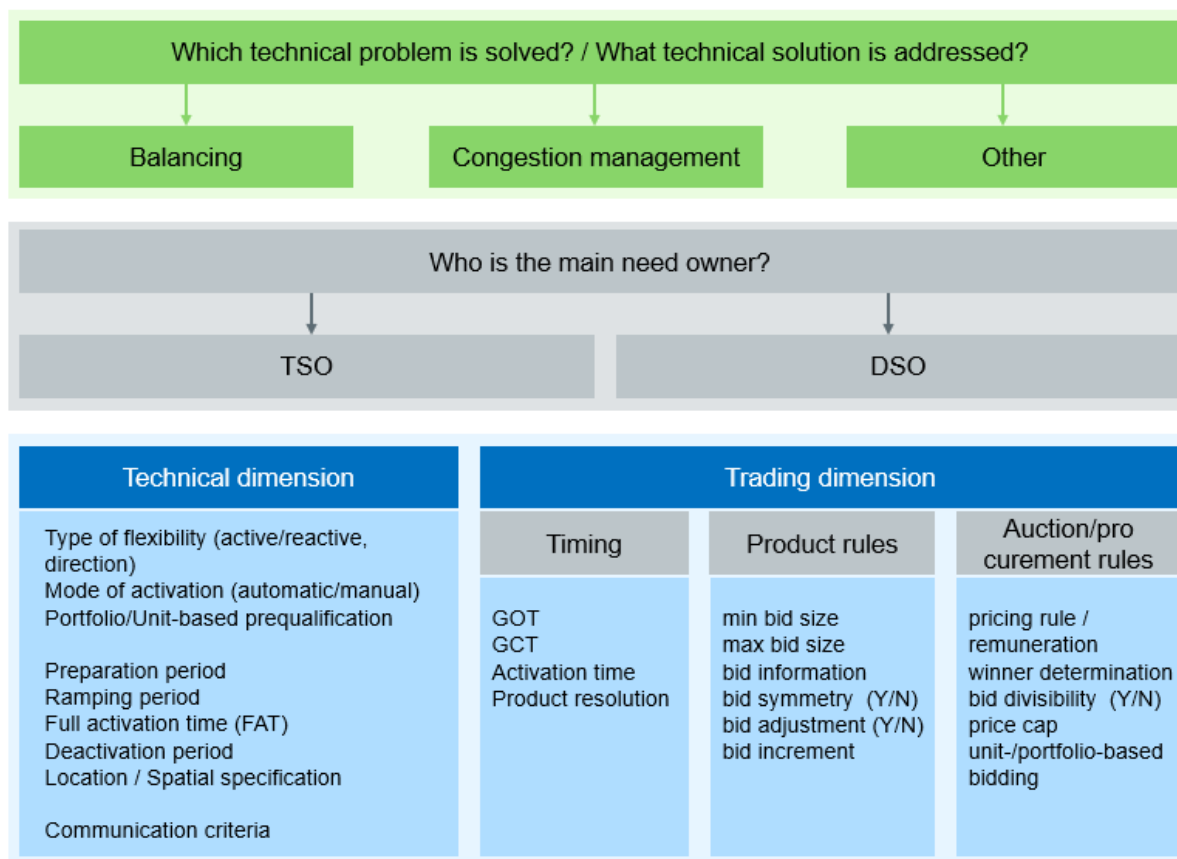 Which technical problem is solved? / What technical solution is addressed?
Balancing
Congestion management
Other
Who is the main need owner?
TSO
DSO
Technical dimension
Type of flexibility (active/reactive,
direction)
Mode of activation (automatic/manual)
Portfolio/Unit-based prequalification
Preparation period
Ramping period
Full activation time (FAT)
Deactivation period
Location / Spatial specification
Communication criteria
Trading dimension
Timing
GOT
GCT
Activation time
Product resolution
Product rules
min bid size
max bid size
bid information
bid symmetry (Y/N)
bid adjustment (Y/N)
bid increment
Auction/pro
curement rules
pricing rule /
remuneration
winner determination
bid divisibility (Y/N)
price cap
unit-/portfolio-based
bidding